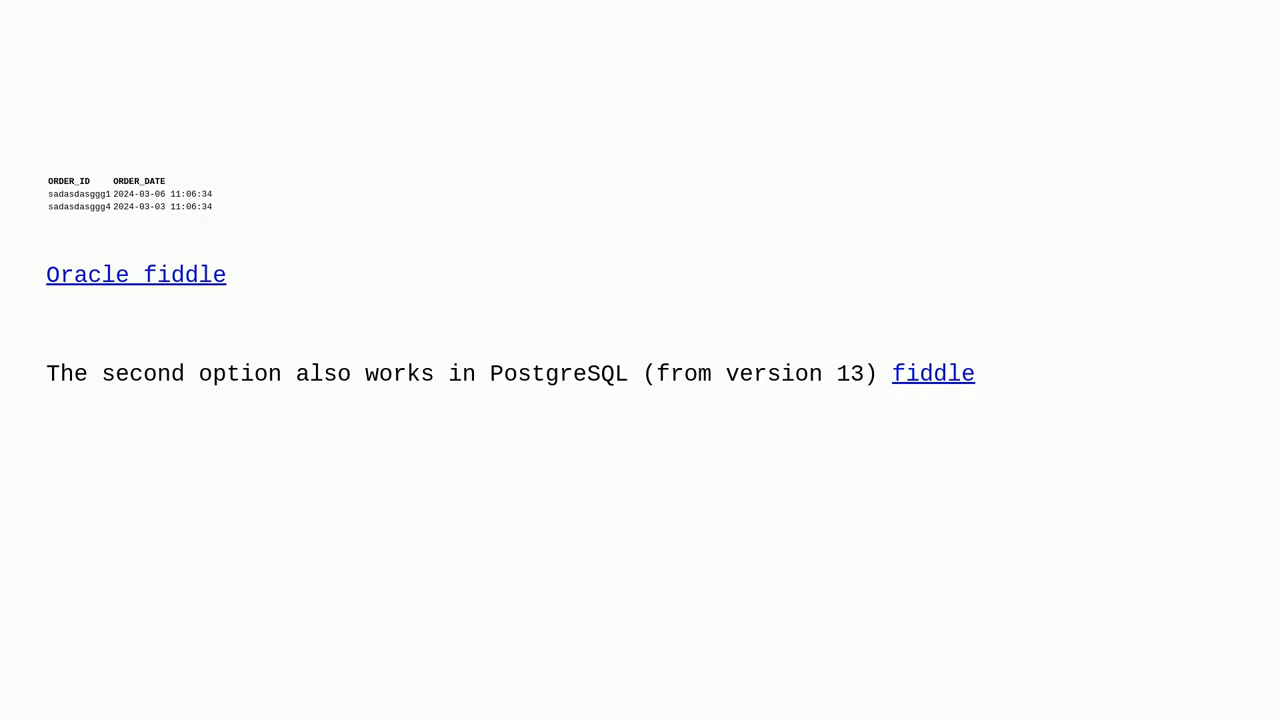 ORDER_ID ORDER_DATE
sadasdasggg1 2024-03-06 11:06:34
sadasdasggg4 2024-03-03 11:06:34
Oracle fiddle
The second option also works in PostgreSQL (from version 13) fiddle